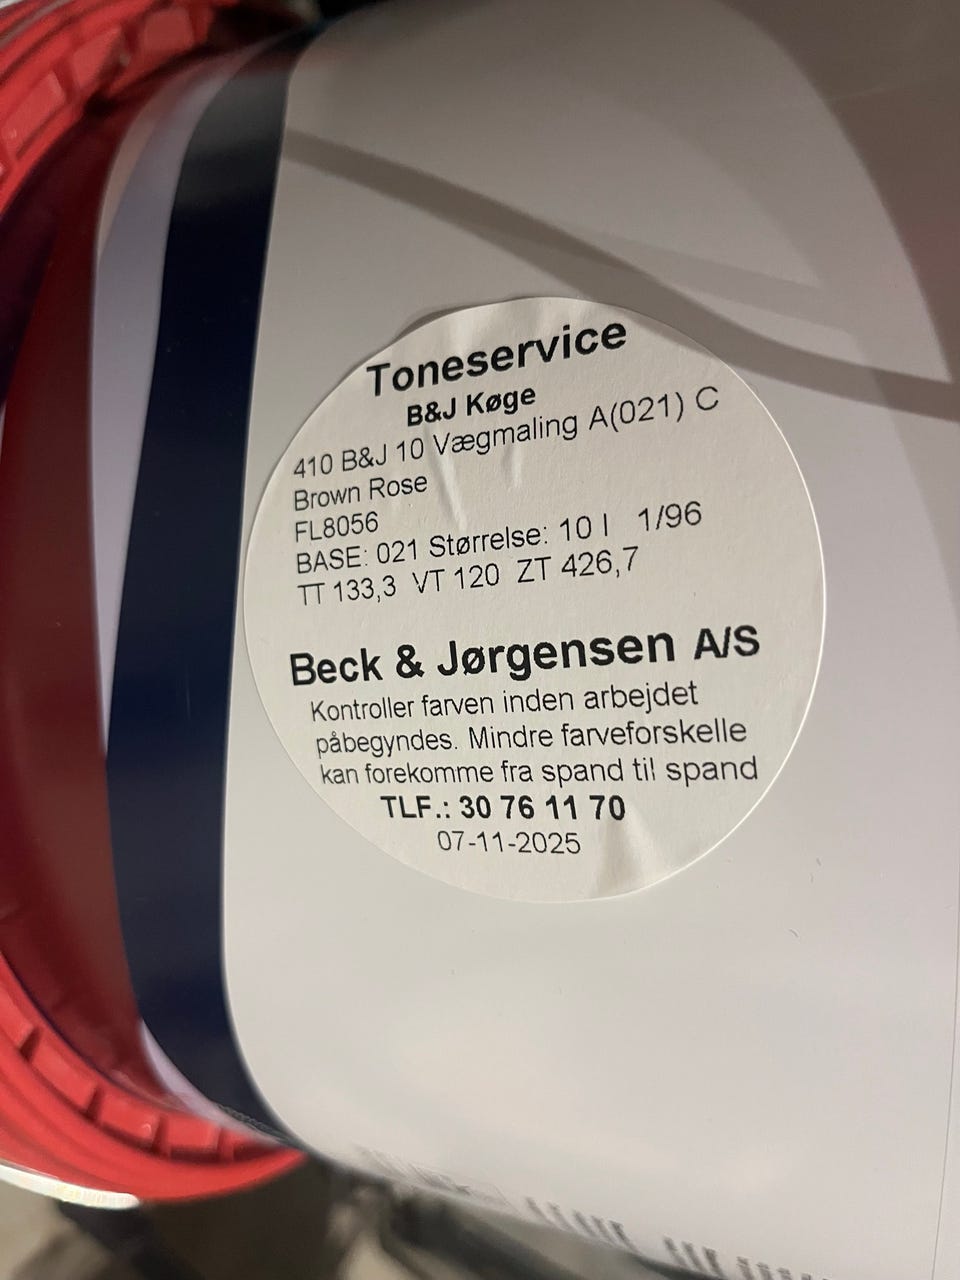 Toneservice
B&J Køge
410 B&J 10 Vægmaling A(021) C
Brown Rose
FL8056
BASE: 021 Størrelse: 10 l 1/96
TT 133,3 VT 120 ZT 426,7
Beck & Jørgensen A/S
Kontroller farven inden arbejdet
påbegyndes. Mindre farveforskelle
kan forekomme fra spand til spand
TLF.: 30 76 11 70
07-11-2025